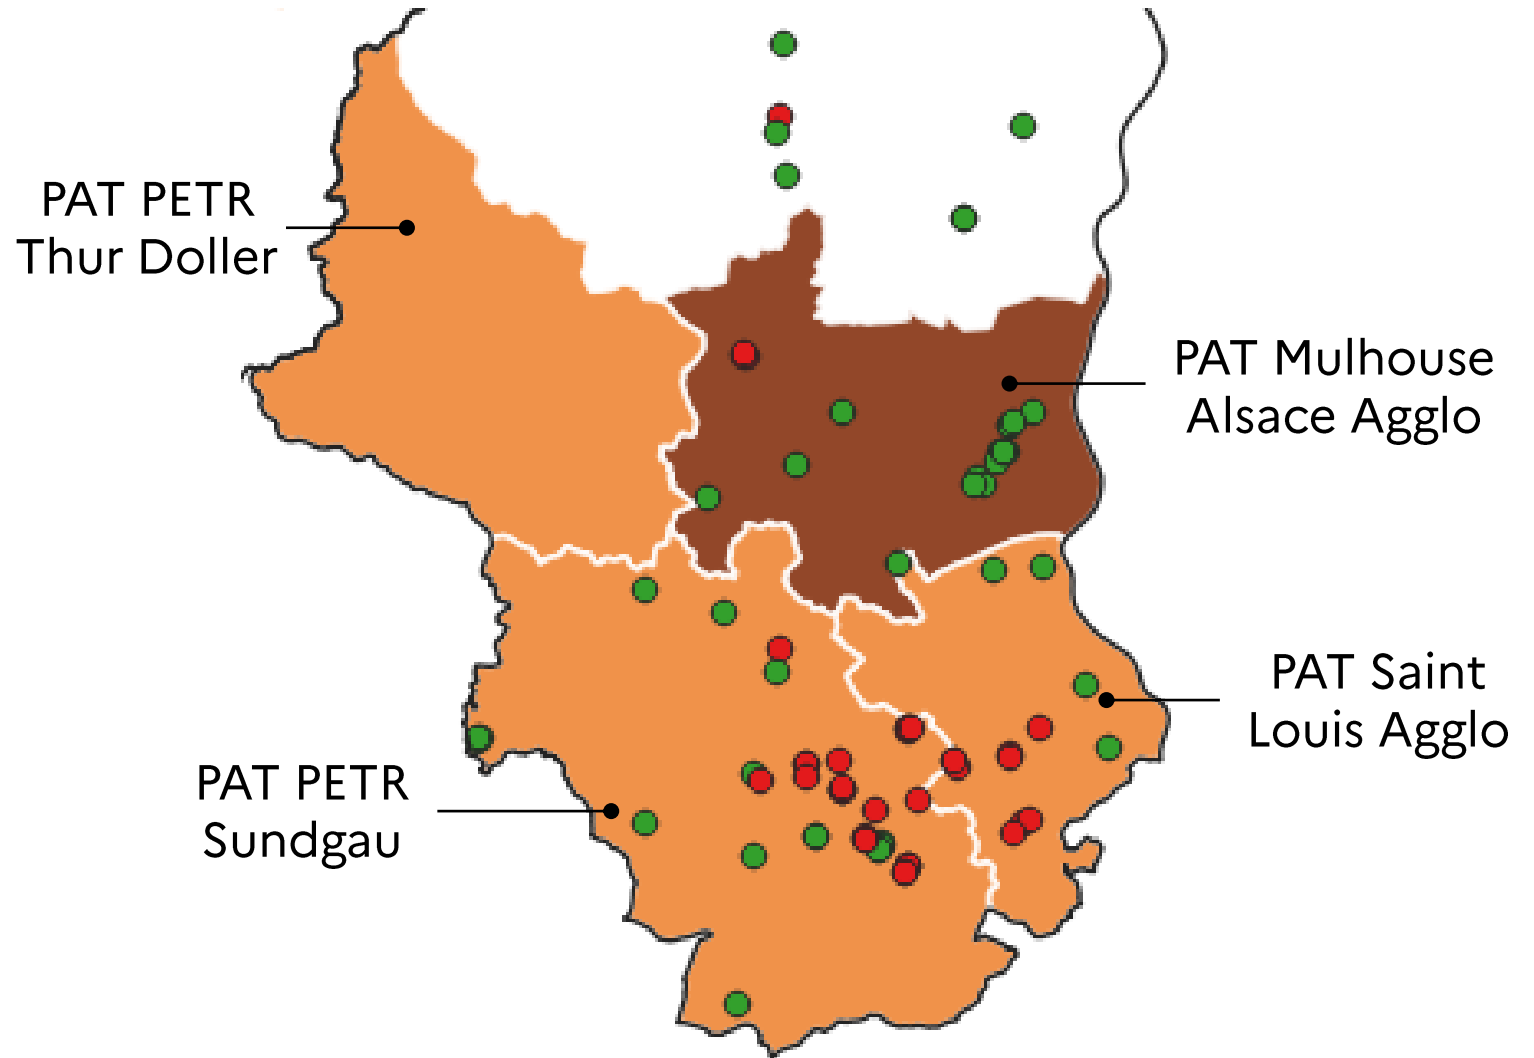 PAT PETR
Thur Doller
PAT Mulhouse
Alsace Agglo
PAT Saint
Louis Agglo
PAT PETR
Sundgau